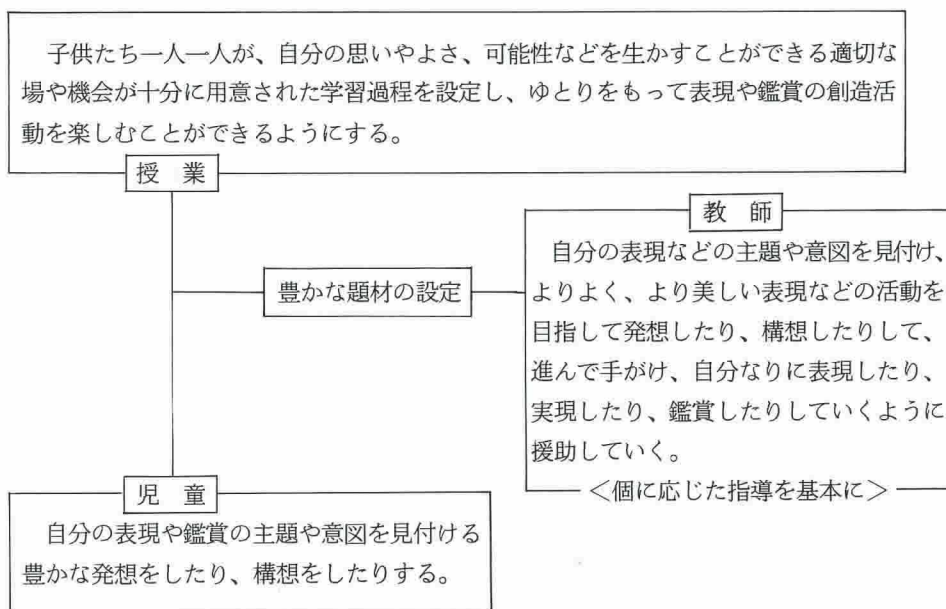 子供たち一人一人が、自分の思いやよさ、可能性などを生かすことができる適切な
場や機会が十分に用意された学習過程を設定し、ゆとりをもって表現や鑑賞の創造活
動を楽しむことができるようにする。
授 業
教 師
自分の表現などの主題や意図を見付け、
よりよく、より美しい表現などの活動を
目指して発想したり、構想したりして、
進んで手がけ、自分なりに表現したり、
実現したり、鑑賞したりしていくように
援助していく。
<個に応じた指導を基本に>
豊かな題材の設定
児 童
自分の表現や鑑賞の主題や意図を見付ける
豊かな発想をしたり、構想をしたりする。